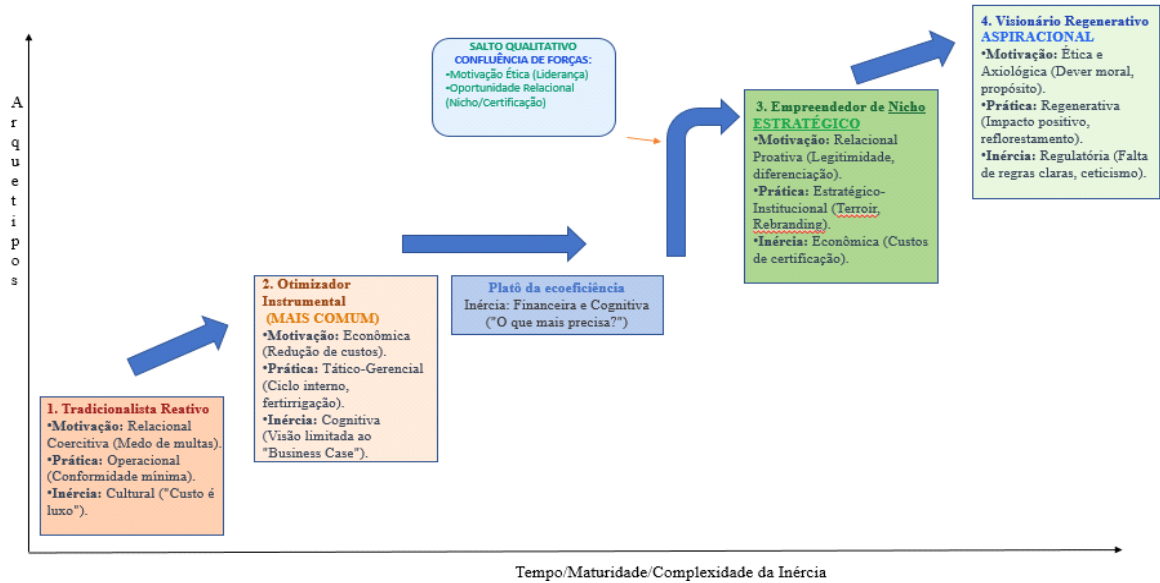 4. Visionário Regenerativo
ASPIRACIONAL
•Motivação: Ética e
Axiológica (Dever moral,
propósito).
•Prática: Regenerativa
(Impacto positivo,
reflorestamento).
•Inércia: Regulatória (Falta
de regras claras, ceticismo).
SALTO QUALITATIVO
CONFLUÊNCIA DE FORÇAS:
•Motivação Ética (Liderança)
•Oportunidade Relacional
(Nicho/Certificação)
3. Empreendedor de Nicho
ESTRATÉGICO
•Motivação: Relacional
Proativa (Legitimidade,
diferenciação).
•Prática: Estratégico-
Institucional (Terroir,
Rebranding).
•Inércia: Econômica (Custos
de certificação).
Arquetipos
2. Otimizador
Instrumental
(MAIS COMUM)
•Motivação: Econômica
(Redução de custos).
•Prática: Tático-Gerencial
(Ciclo interno,
fertirrigação).
•Inércia: Cognitiva
(Visão limitada ao
"Business Case").
Platô da ecoeficiência
Inércia: Financeira e Cognitiva
("O que mais precisa?")
1. Tradicionalista Reativo
•Motivação: Relacional
Coercitiva (Medo de multas).
•Prática: Operacional
(Conformidade mínima).
•Inércia: Cultural ("Custo é
luxo").
Tempo/Maturidade/Complexidade da Inércia